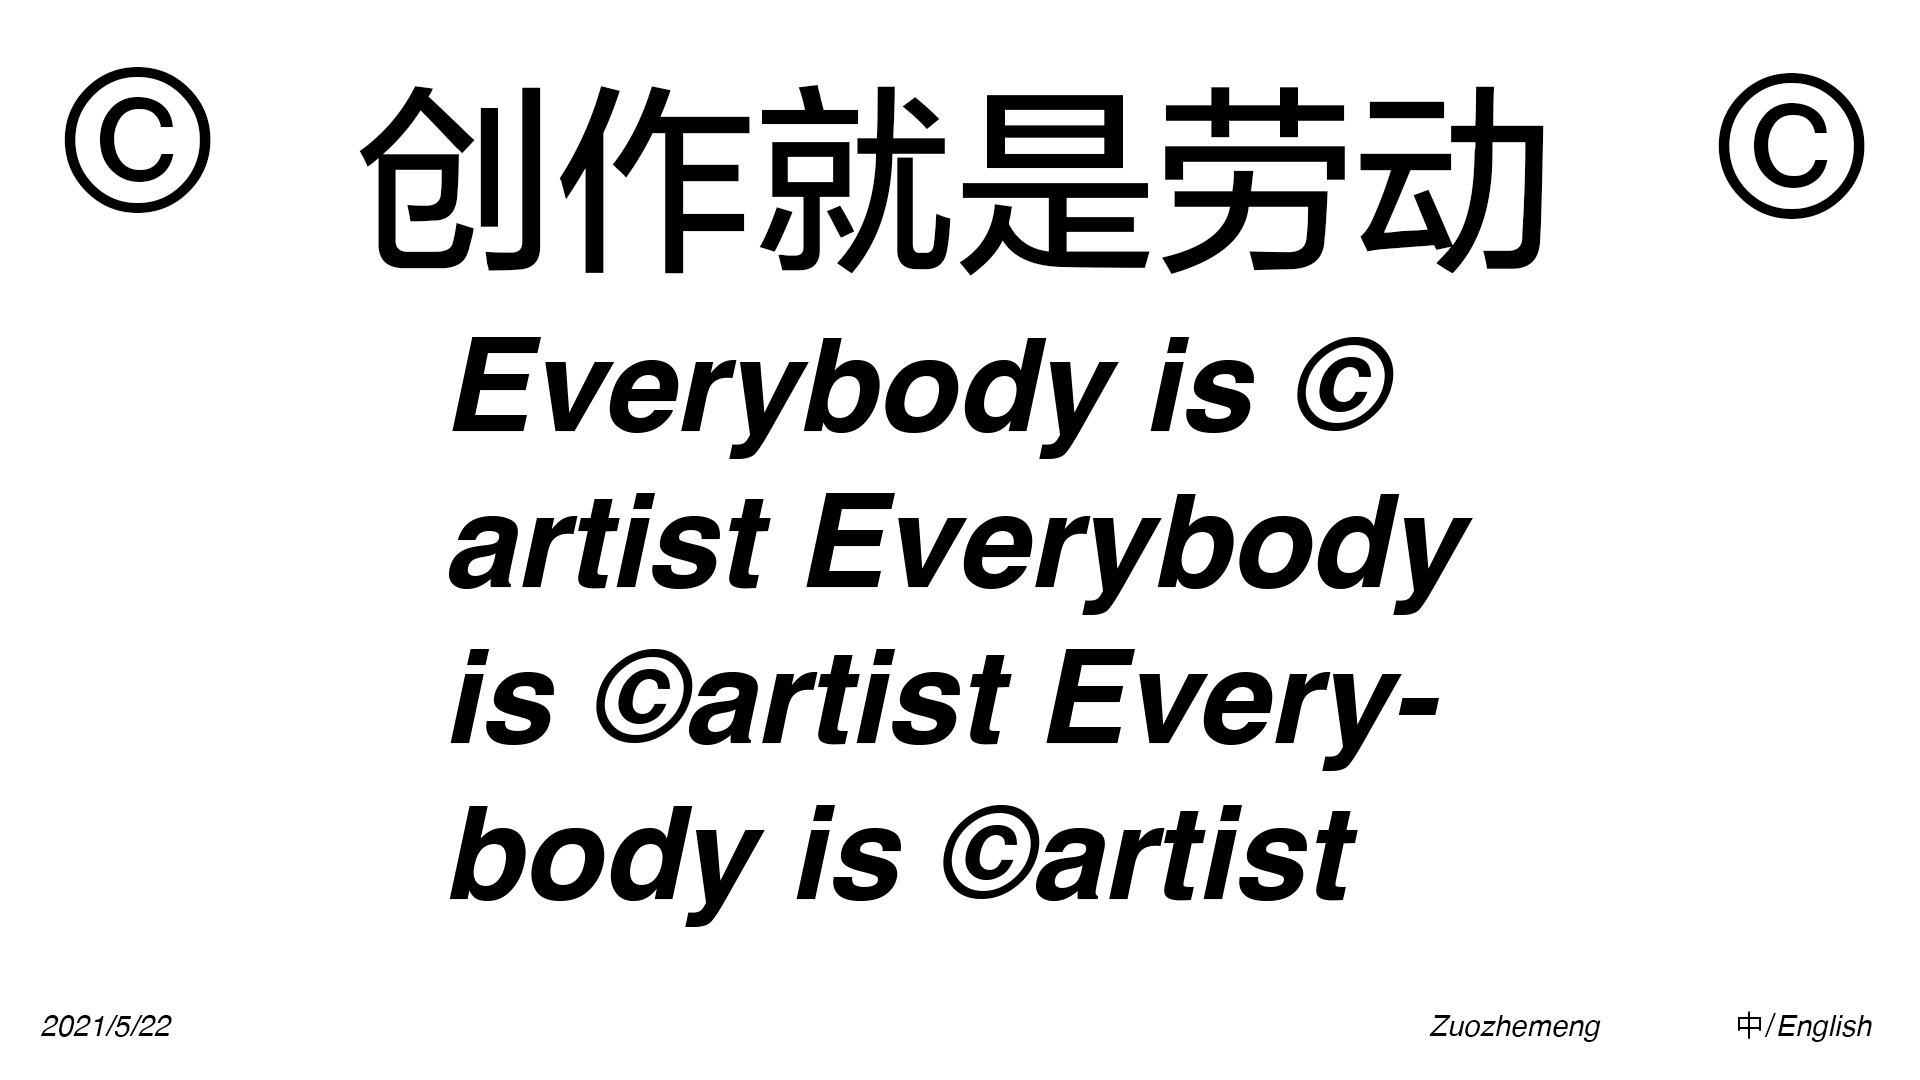 © 创作就是劳动 ©
Everybody is ©
artist Everybody
is ©artist Every-
body is ©artist
2021/5/22 Zuozhemeng 中/English